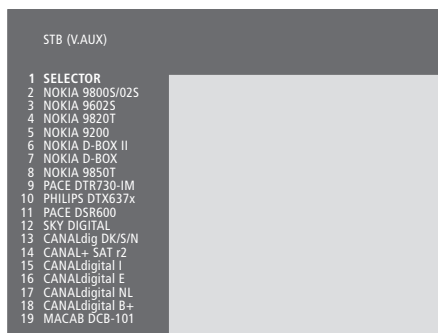 STB (V.AUX)
1 SELECTOR
2 NOKIA 9800S/02S
3 NOKIA 9602S
4 NOKIA 9820T
5 NOKIA 9200
6 NOKIA D-BOX II
7 NOKIA D-BOX
8 NOKIA 9850T
9 PACE DTR730-IM
10 PHILIPS DTX637x
11 PACE DSR600
12 SKY DIGITAL
13 CANALdig DK/S/N
14 CANAL+ SAT r2
15 CANALdigital I
16 CANALdigital E
17 CANALdigital NL
18 CANALdigital B+
19 MACAB DCB-101